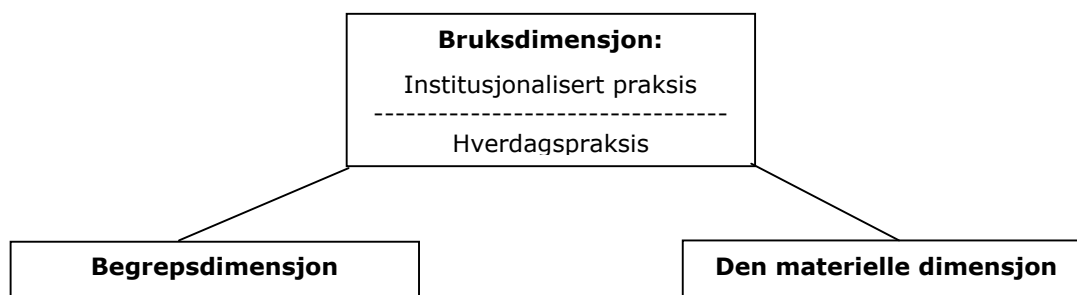 Bruksdimensjon:
Institusjonalisert praksis
Hverdagspraksis
Begrepsdimensjon
Den materielle dimensjon